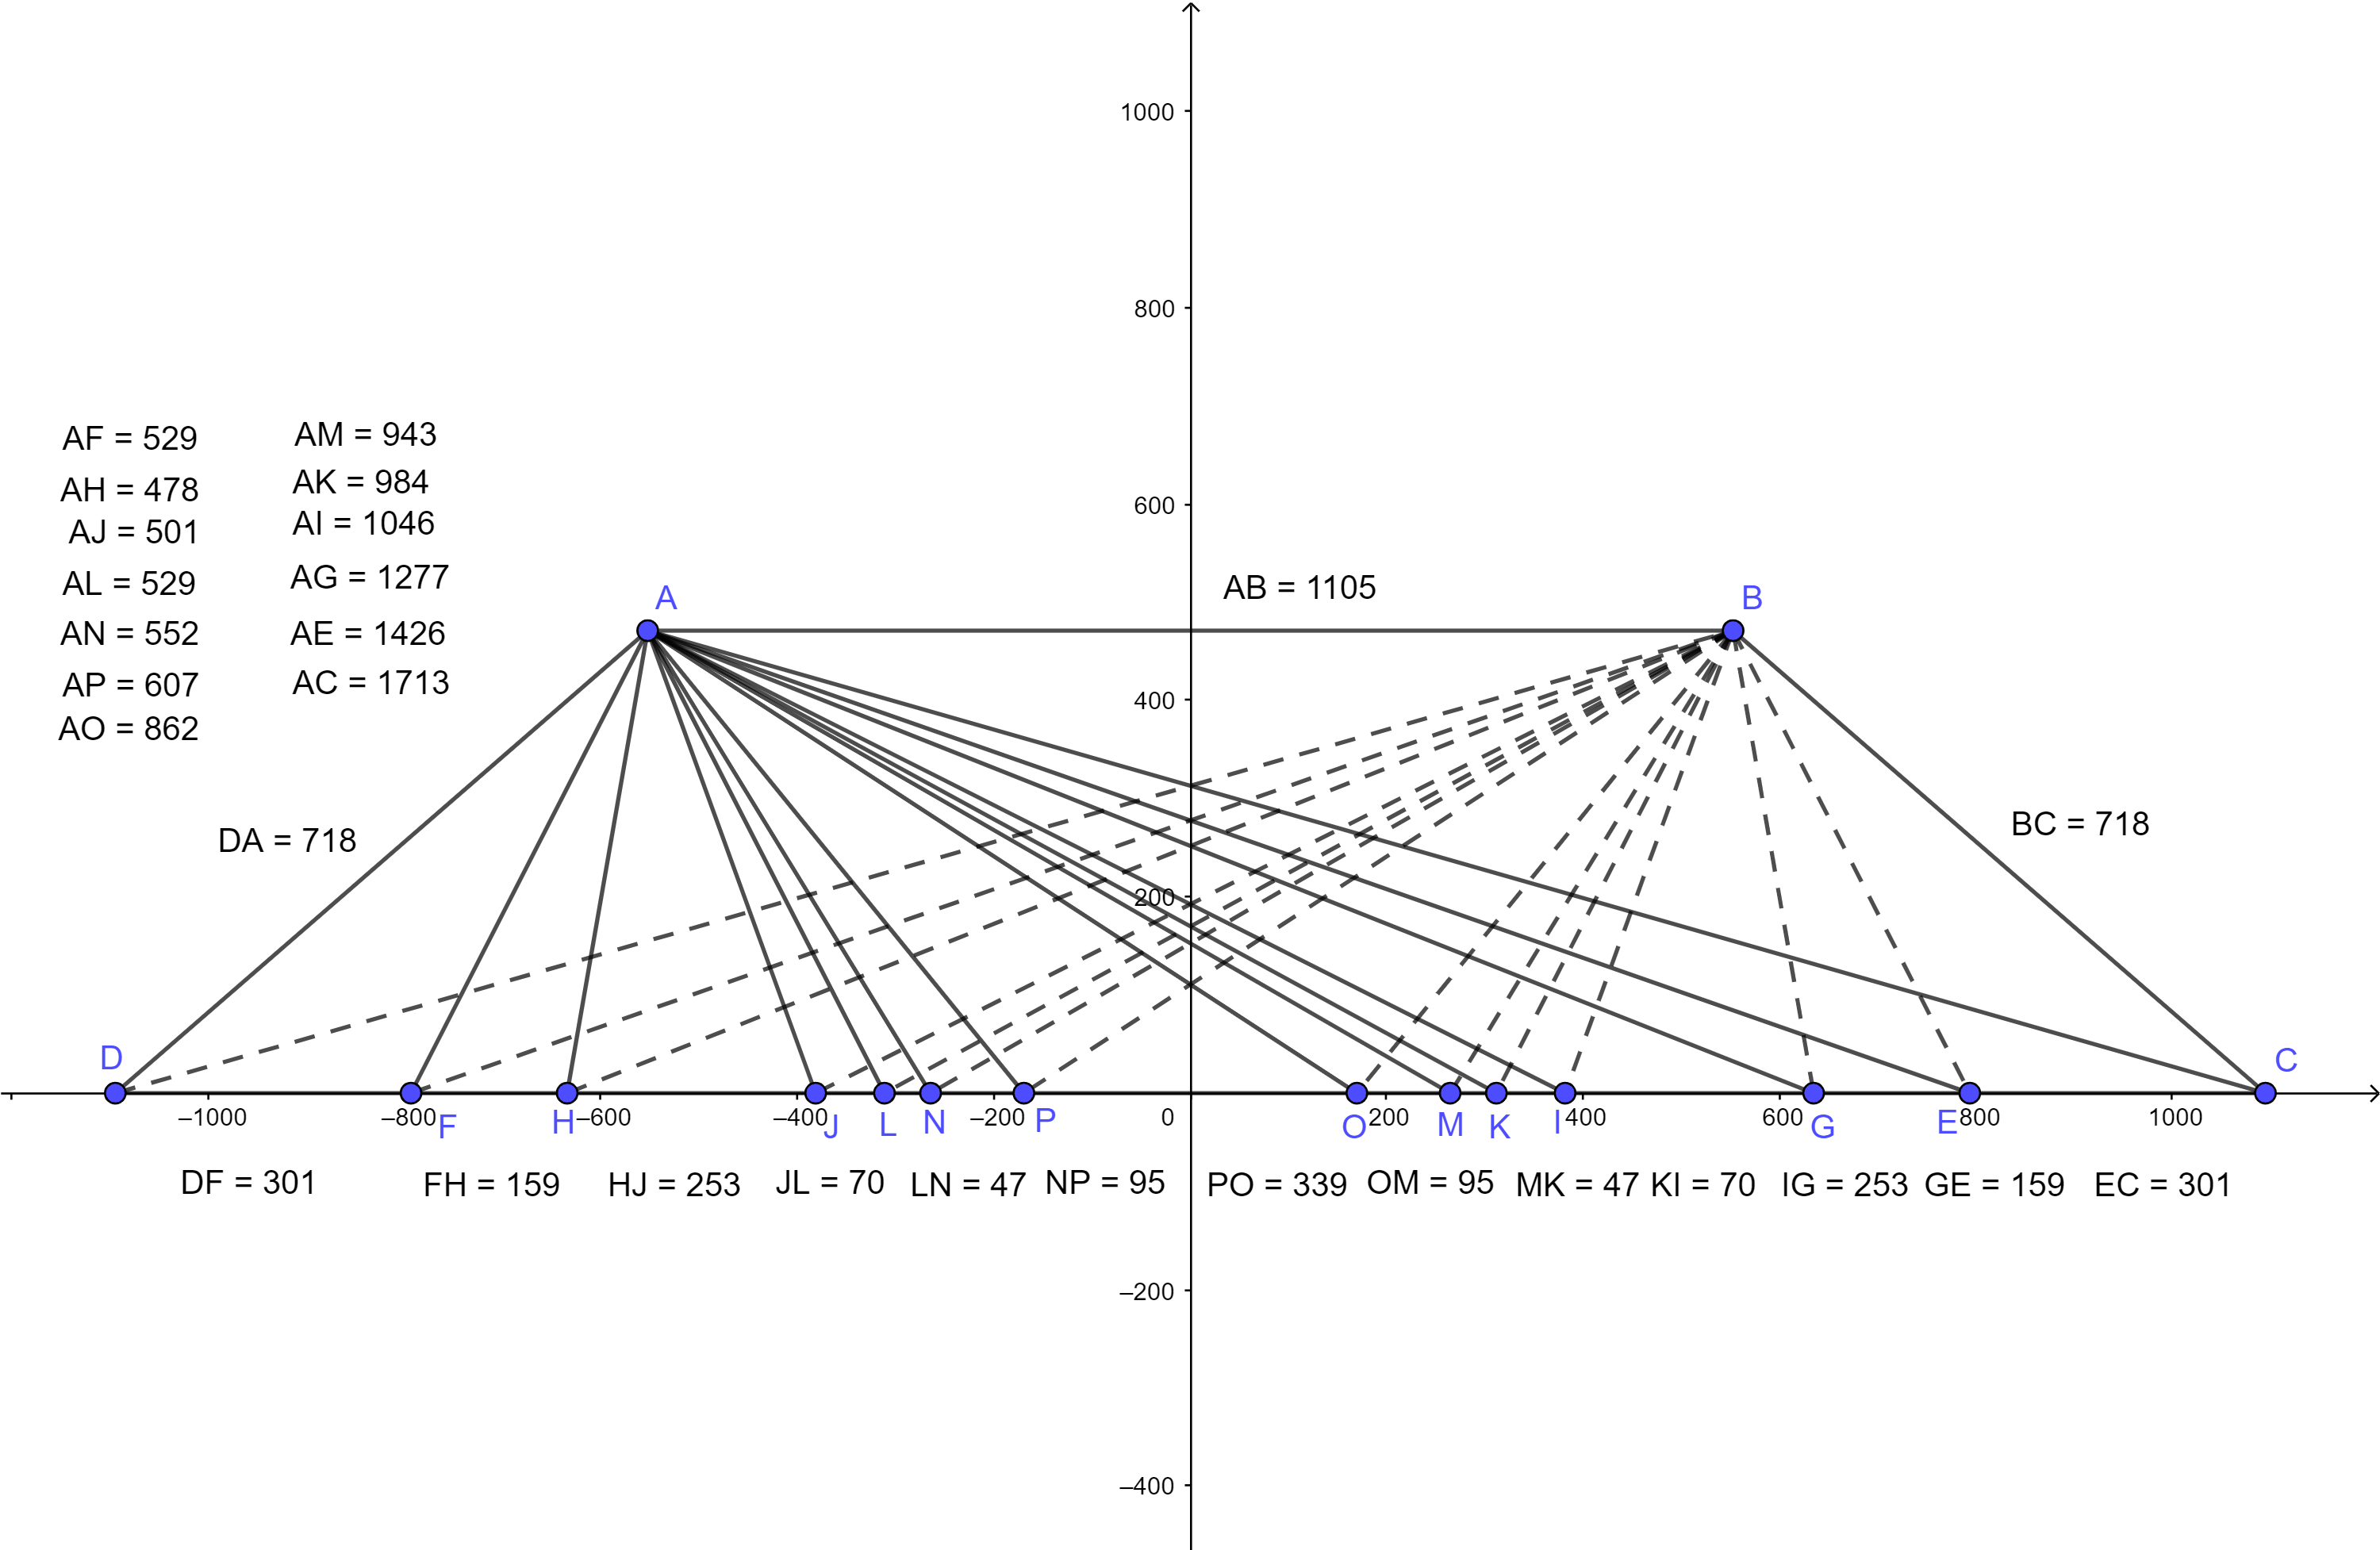 1000
800
600
AF = 529 AM = 943
AH = 478 AK = 984
AJ = 501 AI = 1046
AL = 529 AG = 1277
AN = 552 AE = 1426
AP = 607 AC = 1713
AO = 862
A
AB = 1105
B
400
DA = 718
BC = 718
200
D
C
–1000 –800 –600 –400 –200 0 200 400 600 800 1000
F H J L N P O M K I G E
DF = 301 FH = 159 HJ = 253 JL = 70 LN = 47 NP = 95 PO = 339 OM = 95 MK = 47 KI = 70 IG = 253 GE = 159 EC = 301
–200
–400